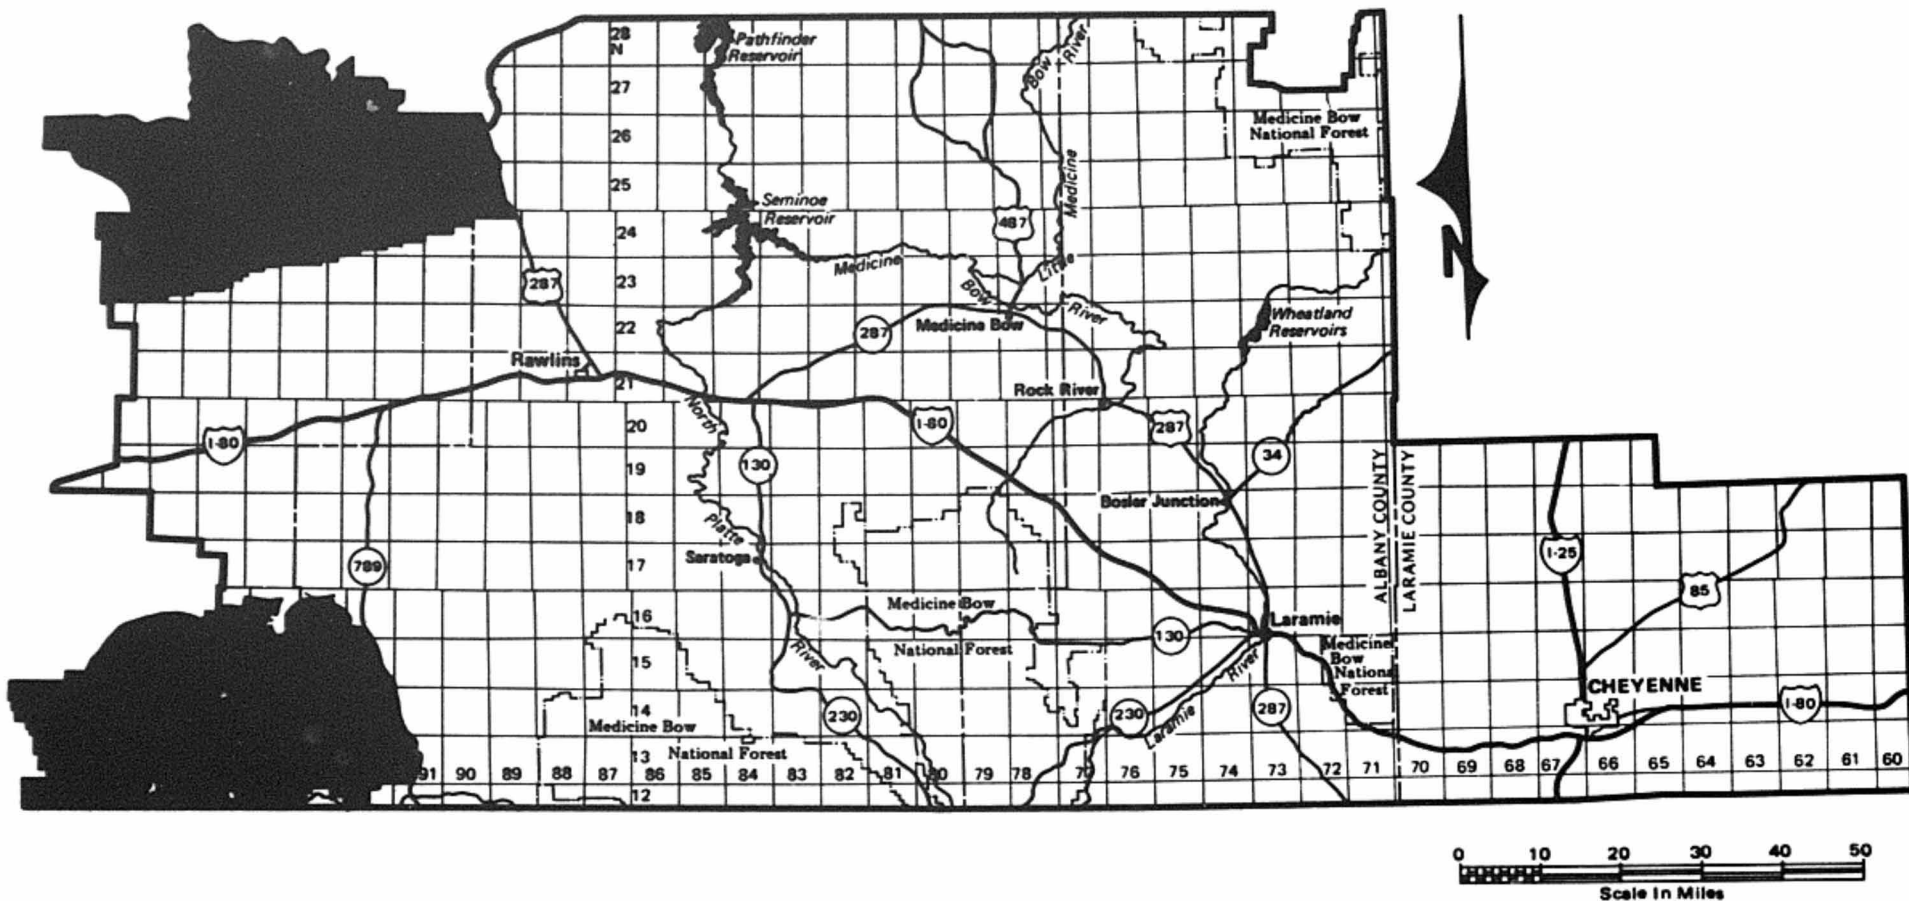 28
N
27
26
25
24
23
22
21
20
19
18
17
16
15
14
13
12
Pathfinder
Reservoir
Bow River
Medicine Bow
National Forest
Seminoe
Reservoir
487
Medicine
Little
Medicine
Bow
River
287
287
Medicine Bow
Wheatland
Reservoirs
Rawlins
Rock River
North
I-80
I-80
287
34
130
Bosler Junction
ALBANY COUNTY
LARAMIE COUNTY
Platte
Saratoga
789
I-25
85
Medicine Bow
National Forest
130
Laramie
Medicine
Bow
National
Forest
River
River
Laramie
CHEYENNE
I-80
Medicine Bow
National Forest
230
230
287
91 90 89 88 87 86 85 84 83 82 81 80 79 78 77 76 75 74 73 72 71 70 69 68 67 66 65 64 63 62 61 60
0 10 20 30 40 50
Scale In Miles
N